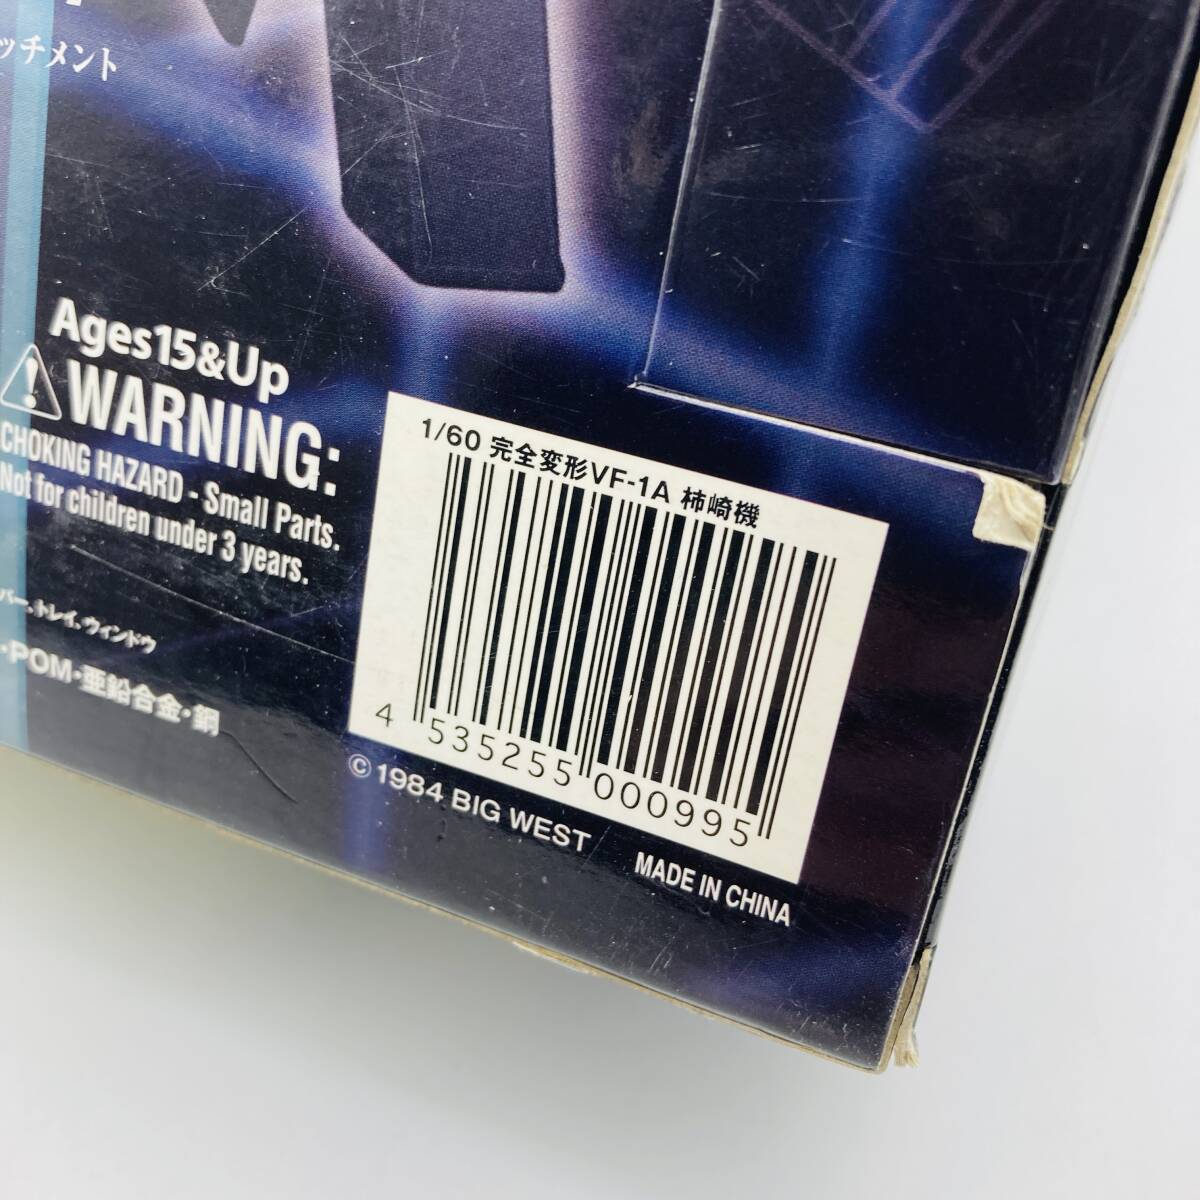 ッチメント
Ages15&Up
WARNING:
CHOKING HAZARD - Small Parts.
Not for children under 3 years.
バー、トレイ、ウィンドウ
・POM・亜鉛合金・鋼
1/60 完全変形VF-1A 柿崎機
4 535255 000995
© 1984 BIG WEST
MADE IN CHINA